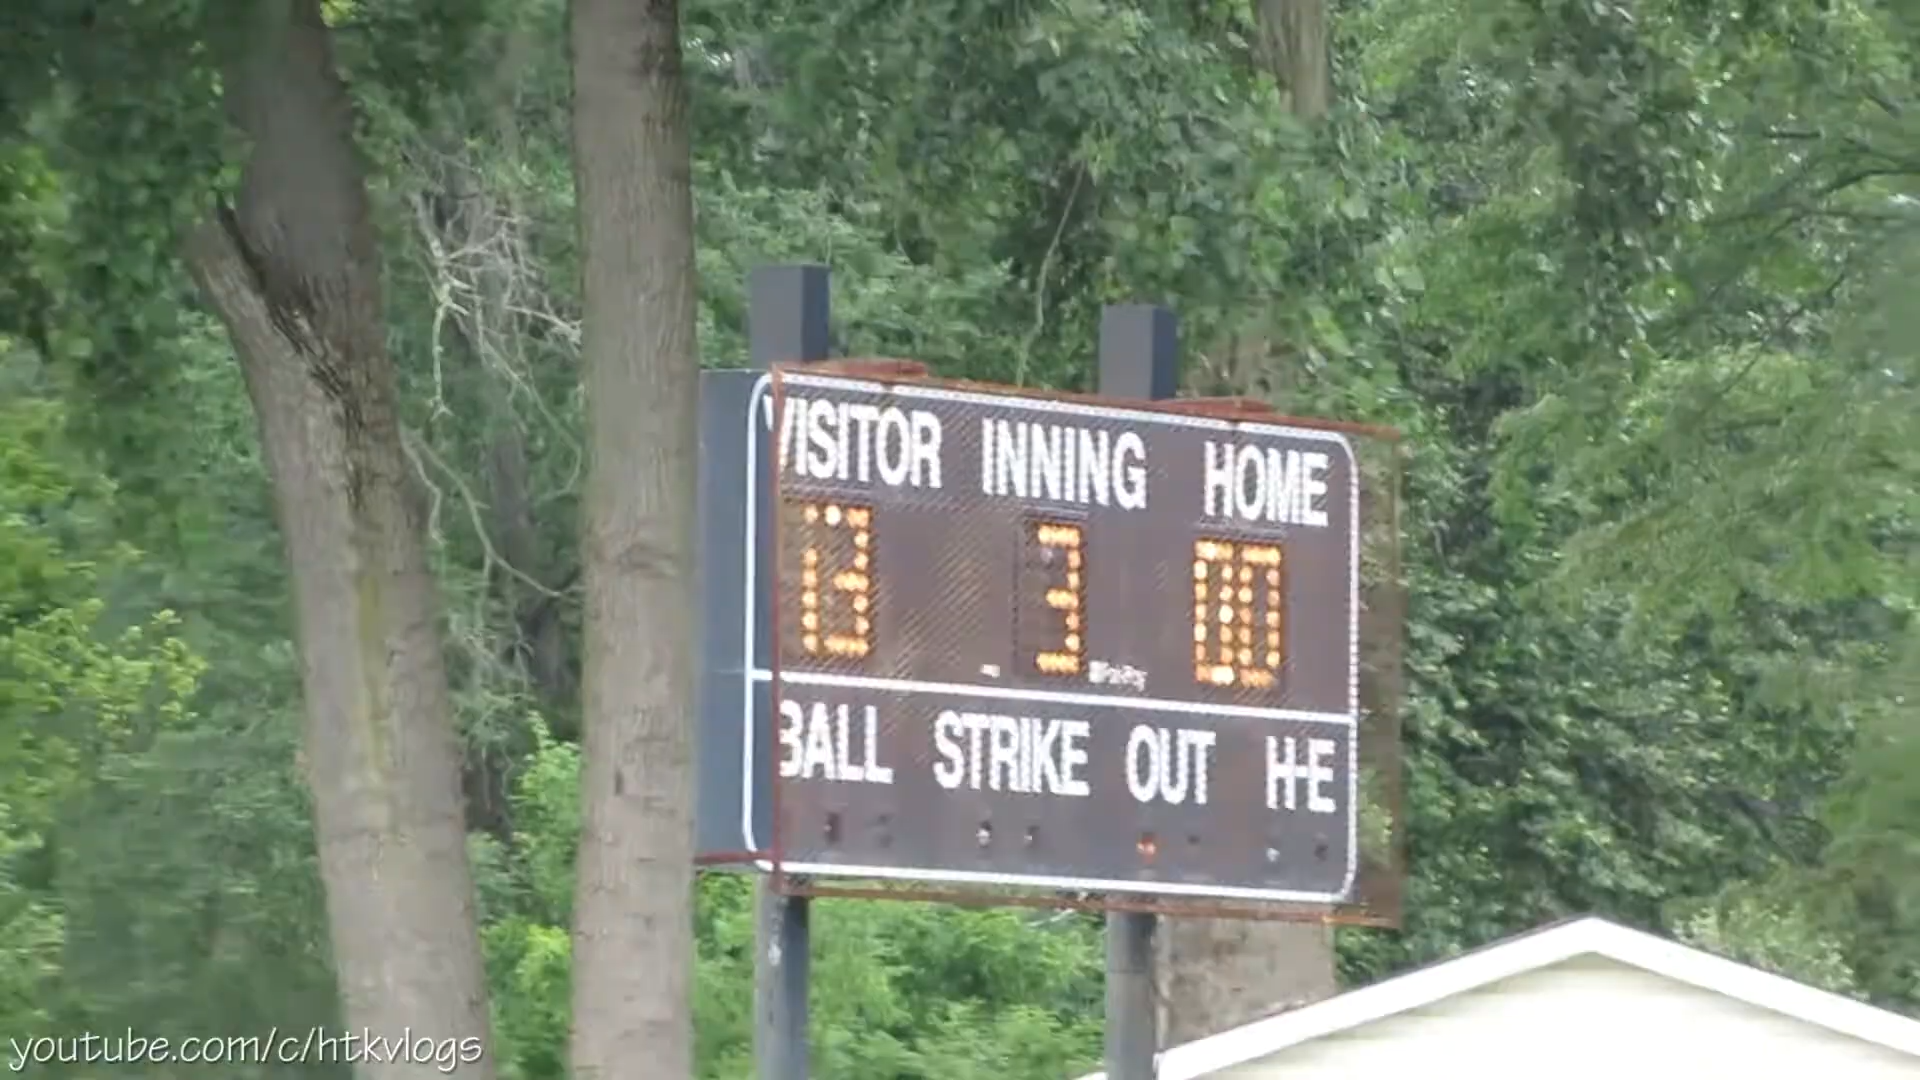 VISITOR INNING HOME
13 3 00
BALL STRIKE OUT H-E
youtube.com/c/htkvlogs